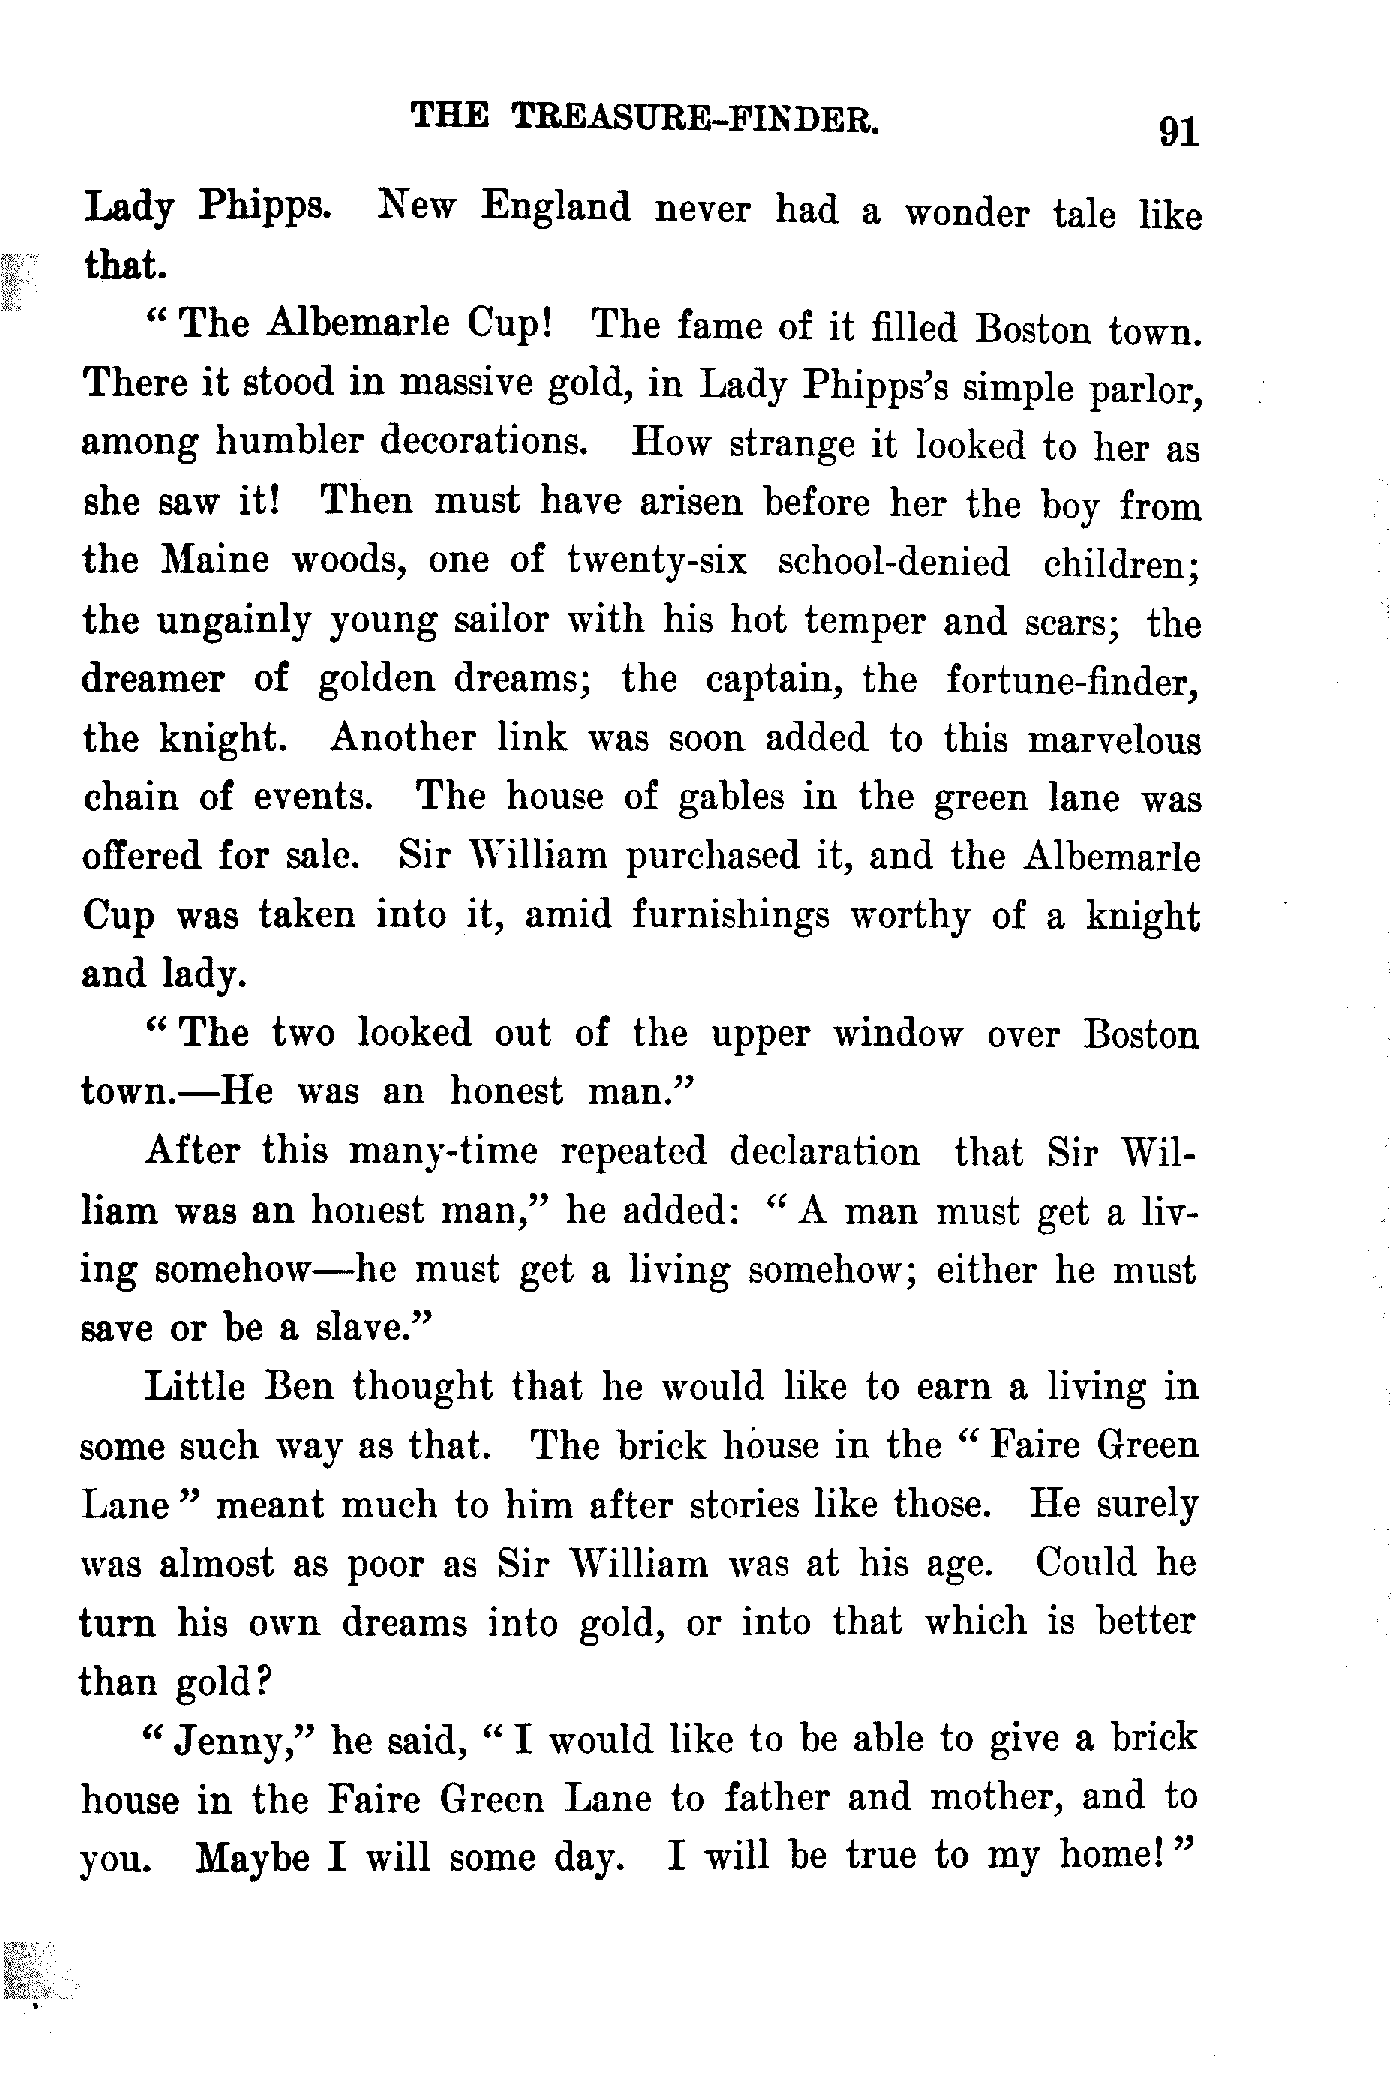 THE TREASURE-FINDER. 91
Lady Phipps. New England never had a wonder tale like
that.
“ The Albemarle Cup! The fame of it filled Boston town.
There it stood in massive gold, in Lady Phipps’s simple parlor,
among humbler decorations. How strange it looked to her as
she saw it! Then must have arisen before her the boy from
the Maine woods, one of twenty-six school-denied children;
the ungainly young sailor with his hot temper and scars; the
dreamer of golden dreams; the captain, the fortune-finder,
the knight. Another link was soon added to this marvelous
chain of events. The house of gables in the green lane was
offered for sale. Sir William purchased it, and the Albemarle
Cup was taken into it, amid furnishings worthy of a knight
and lady.
“ The two looked out of the upper window over Boston
town.—He was an honest man.”
After this many-time repeated declaration that Sir Wil-
liam was an honest man,” he added: “ A man must get a liv-
ing somehow—he must get a living somehow; either he must
save or be a slave.”
Little Ben thought that he would like to earn a living in
some such way as that. The brick house in the “ Faire Green
Lane ” meant much to him after stories like those. He surely
was almost as poor as Sir William was at his age. Could he
turn his own dreams into gold, or into that which is better
than gold?
“ Jenny,” he said, “ I would like to be able to give a brick
house in the Faire Green Lane to father and mother, and to
you. Maybe I will some day. I will be true to my home! ”